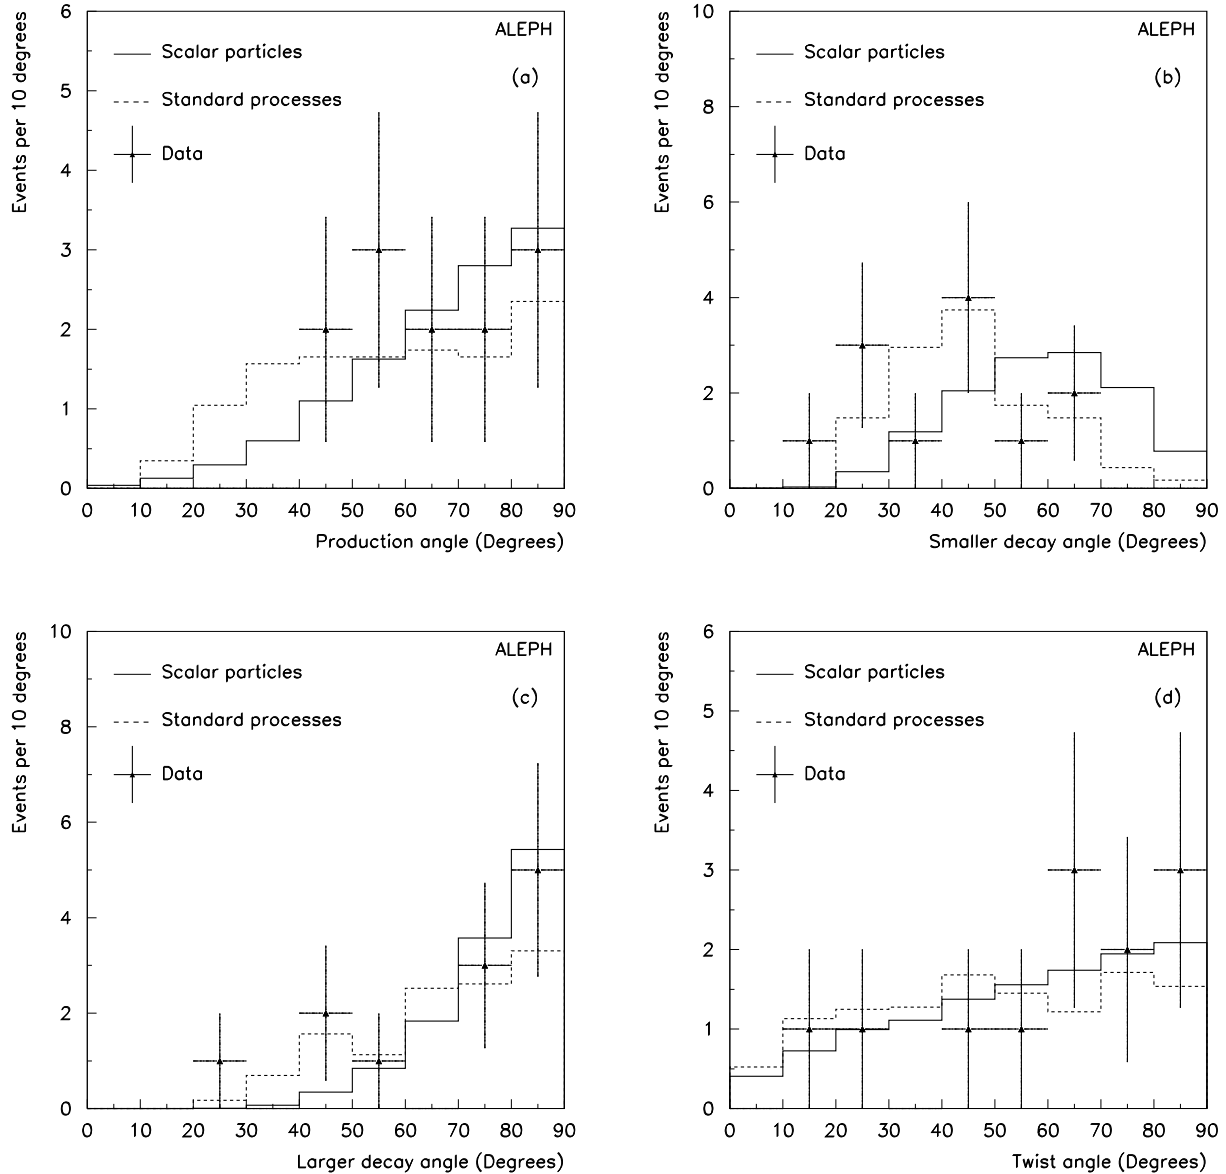 Events per 10 degrees
6
5
4
3
2
1
0
ALEPH
Scalar particles
(a)
Standard processes
Data
0 10 20 30 40 50 60 70 80 90
Production angle (Degrees)
Events per 10 degrees
10
8
6
4
2
0
ALEPH
Scalar particles
(b)
Standard processes
Data
0 10 20 30 40 50 60 70 80 90
Smaller decay angle (Degrees)
Events per 10 degrees
10
8
6
4
2
0
ALEPH
Scalar particles
(c)
Standard processes
Data
0 10 20 30 40 50 60 70 80 90
Larger decay angle (Degrees)
Events per 10 degrees
6
5
4
3
2
1
0
ALEPH
Scalar particles
(d)
Standard processes
Data
0 10 20 30 40 50 60 70 80 90
Twist angle (Degrees)